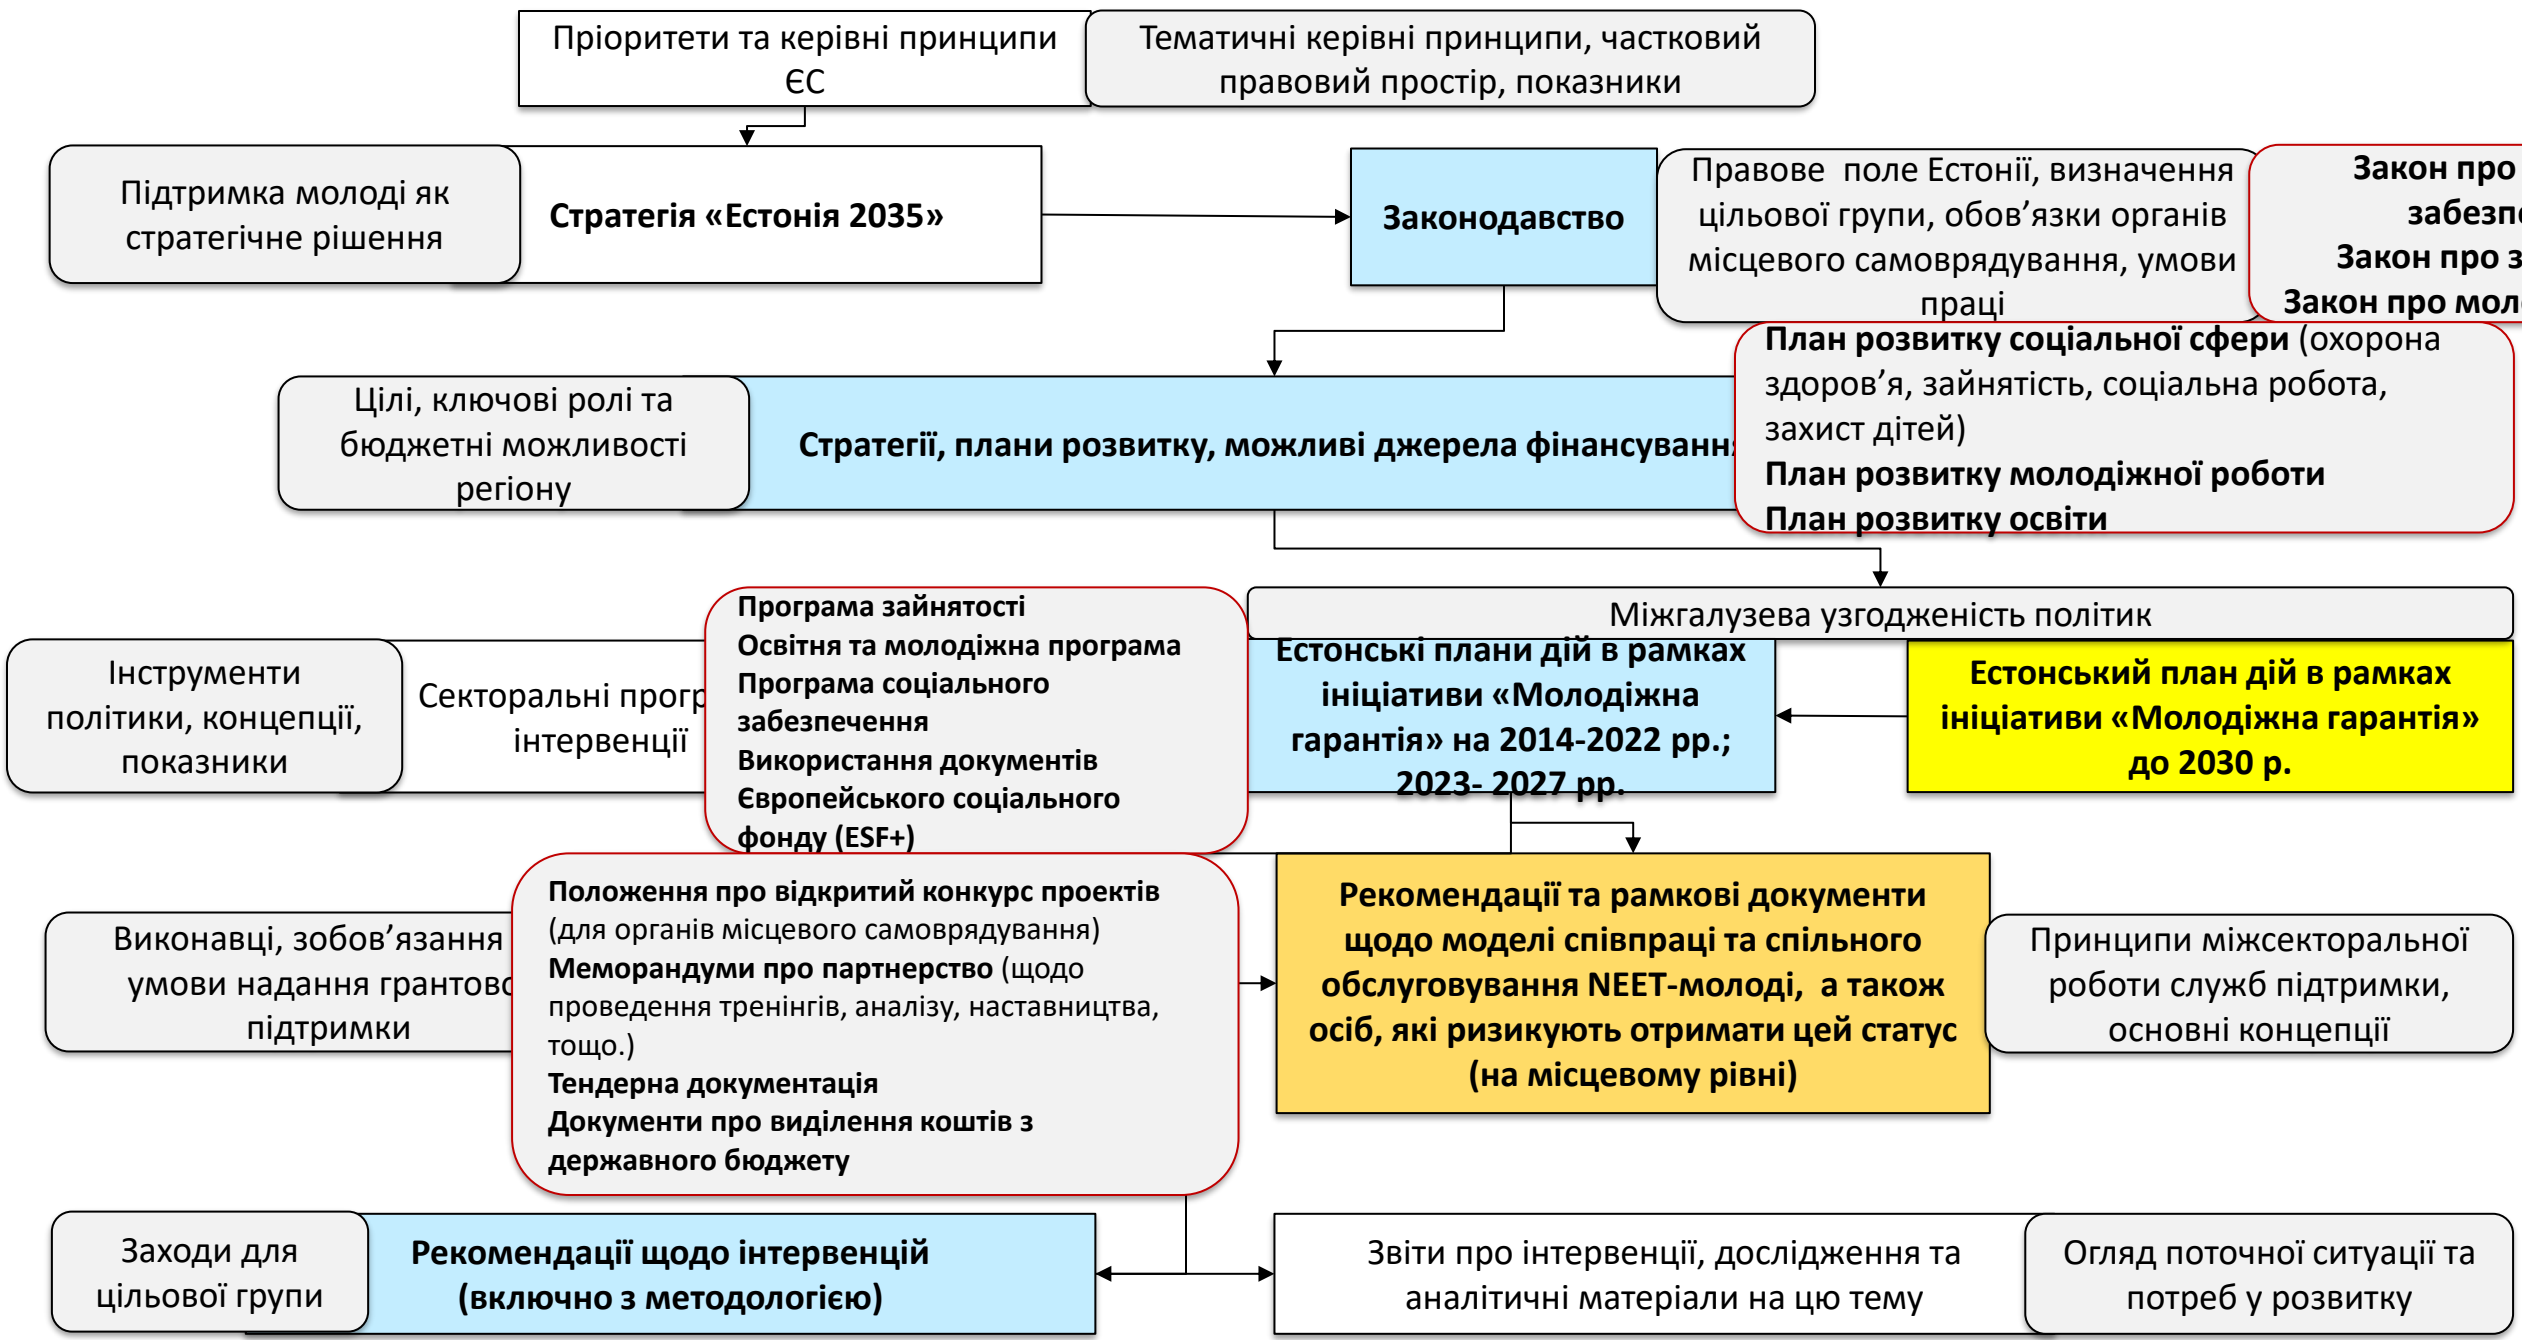 Пріоритети та керівні принципи
ЄС
Тематичні керівні принципи, частковий
правовий простір, показники
Підтримка молоді як
стратегічне рішення
Стратегія «Естонія 2035»
Законодавство
Правове поле Естонії, визначення
цільової групи, обов’язки органів
місцевого самоврядування, умови
праці
Закон про
забезп
Закон про з
Закон про мол
Цілі, ключові ролі та
бюджетні можливості
регіону
Стратегії, плани розвитку, можливі джерела фінансуванн
План розвитку соціальної сфери (охорона
здоров’я, зайнятість, соціальна робота,
захист дітей)
План розвитку молодіжної роботи
План розвитку освіти
Міжгалузева узгодженість політик
Інструменти
політики, концепції,
показники
Секторальні прогр
інтервенції
Програма зайнятості
Освітня та молодіжна програма
Програма соціального
забезпечення
Використання документів
Європейського соціального
фонду (ESF+)
Естонські плани дій в рамках
ініціативи «Молодіжна
гарантія» на 2014-2022 рр.;
2023- 2027 рр.
Естонський план дій в рамках
ініціативи «Молодіжна гарантія»
до 2030 р.
Виконавці, зобов’язання
умови надання грантово
підтримки
Положення про відкритий конкурс проектів
(для органів місцевого самоврядування)
Меморандуми про партнерство (щодо
проведення тренінгів, аналізу, наставництва,
тощо.)
Тендерна документація
Документи про виділення коштів з
державного бюджету
Рекомендації та рамкові документи
щодо моделі співпраці та спільного
обслуговування NEET-молоді, а також
осіб, які ризикують отримати цей статус
(на місцевому рівні)
Принципи міжсекторальної
роботи служб підтримки,
основні концепції
Заходи для
цільової групи
Рекомендації щодо інтервенцій
(включно з методологією)
Звіти про інтервенції, дослідження та
аналітичні матеріали на цю тему
Огляд поточної ситуації та
потреб у розвитку